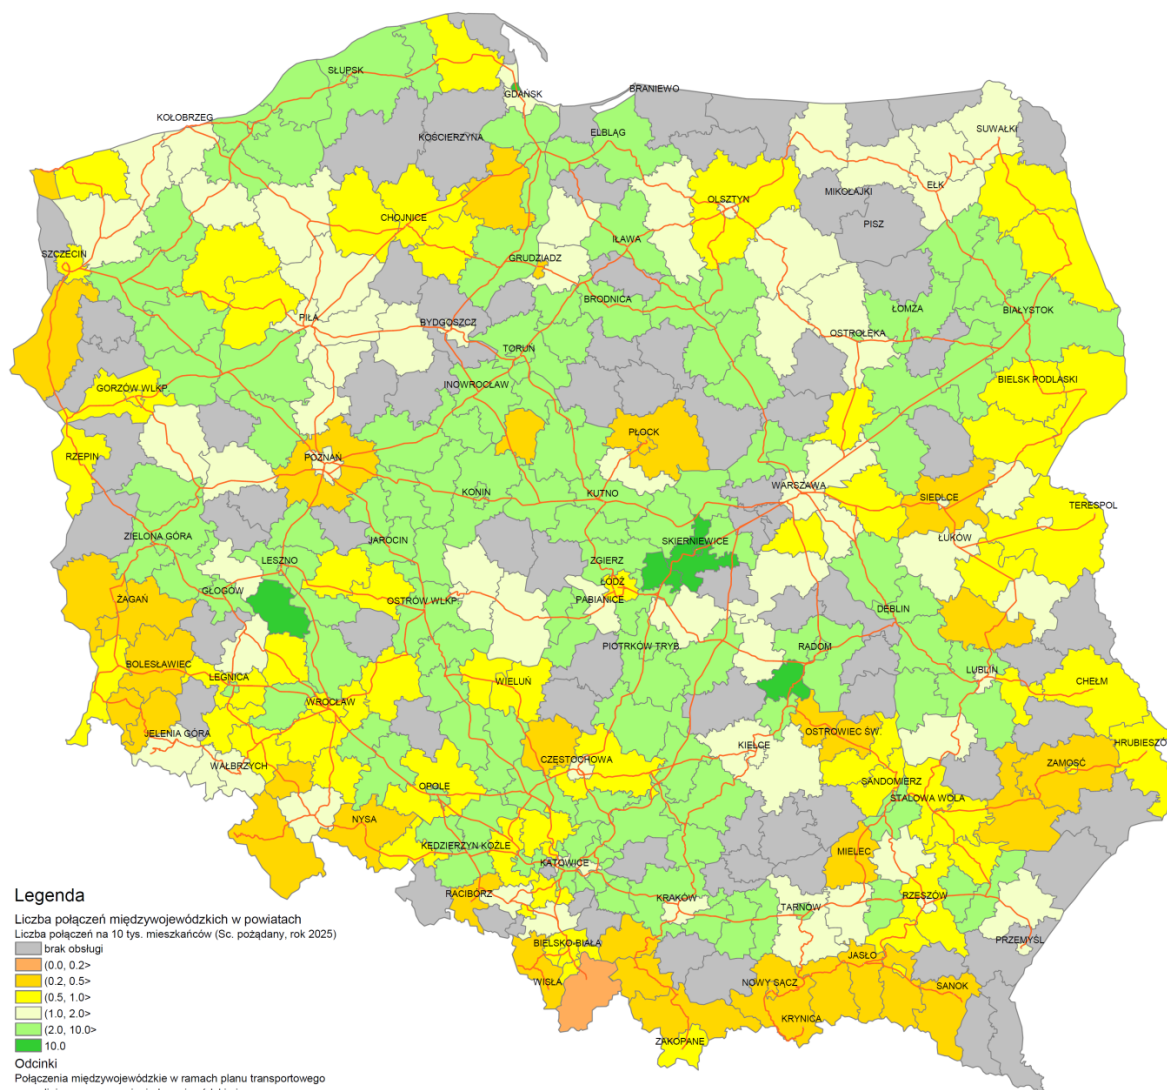 SŁUPSK
GDAŃSK
BRANIEWO
KOŁOBRZEG
KOŚCIERZYNA
ELBLĄG
SUWAŁKI
EŁK
MIKOŁAJKI
PISZ
OLSZTYN
CHOJNICE
IŁAWA
SZCZECIN
GRUDZIADZ
BRODNICA
ŁOMŻA
BIAŁYSTOK
PIŁA
BYDGOSZCZ
OSTROŁĘKA
TORUŃ
INOWROCŁAW
BIELSK PODLASKI
GORZÓW WLKP.
PŁOCK
RZEPIN
POZNAŃ
KONIN
KUTNO
WARSZAWA
SIEDLCE
TERESPOL
ZIELONA GÓRA
JAROCIN
SKIERNIEWICE
ŁUKÓW
LESZNO
ZGIERZ
ŁÓDŹ
ŻAGAŃ
GŁOGÓW
OSTRÓW WLKP.
PABIANICE
DĘBLIN
PIOTRKÓW TRYB.
RADOM
BOLESŁAWIEC
LEGNICA
WIELUŃ
LUBLIN
CHEŁM
WROCŁAW
JELENIA GÓRA
OSTROWIEC ŚW.
HRUBIESZÓW
WAŁBRZYCH
CZĘSTOCHOWA
KIELCE
ZAMOŚĆ
OPOLE
SANDOMIERZ
STALOWA WOLA
NYSA
KĘDZIERZYN-KOŹLE
MIELEC
KATOWICE
RACIBÓRZ
KRAKÓW
TARNÓW
RZESZÓW
BIELSKO-BIAŁA
PRZEMYŚL
JASŁO
WISŁA
NOWY SĄCZ
SANOK
KRYNICA
ZAKOPANE
Legenda
Liczba połączeń międzywojewódzkich w powiatach
Liczba połączeń na 10 tys. mieszkańców (Sc. pożądany, rok 2025)
brak obsługi
(0.0, 0.2>
(0.2, 0.5>
(0.5, 1.0>
(1.0, 2.0>
(2.0, 10.0>
10.0
Odcinki
Połączenia międzywojewódzkie w ramach planu transportowego